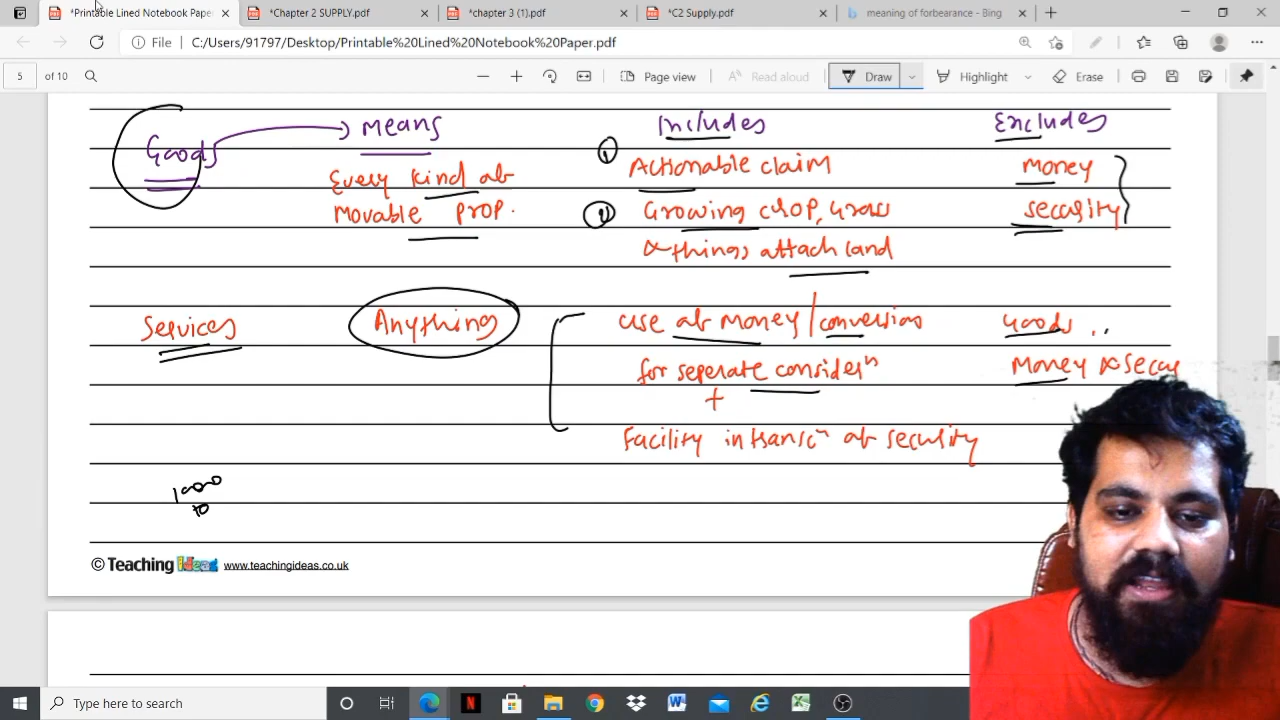 *Printable Lined Notebook Pape
*Chapter 2 SUPPLY.pdf
*chapter 3 (1).pdf
*C2 Supply.pdf
meaning of forbearance - Bing
File
C:/Users/91797/Desktop/Printable%20Lined%20Notebook%20Paper.pdf
5 of 10
Page view
Read aloud
Draw
Highlight
Erase
Goods Means Includes Excludes
Every kind of 1 Actionable claim Money
Movable prop. Growing crop, Grass security
& things attach land
Services Anything use of money / conversion Goods
for seperate considern Money & Secu
+
Facility in transcn of security
1000
to
© Teaching Ideas www.teachingideas.co.uk
Type here to search